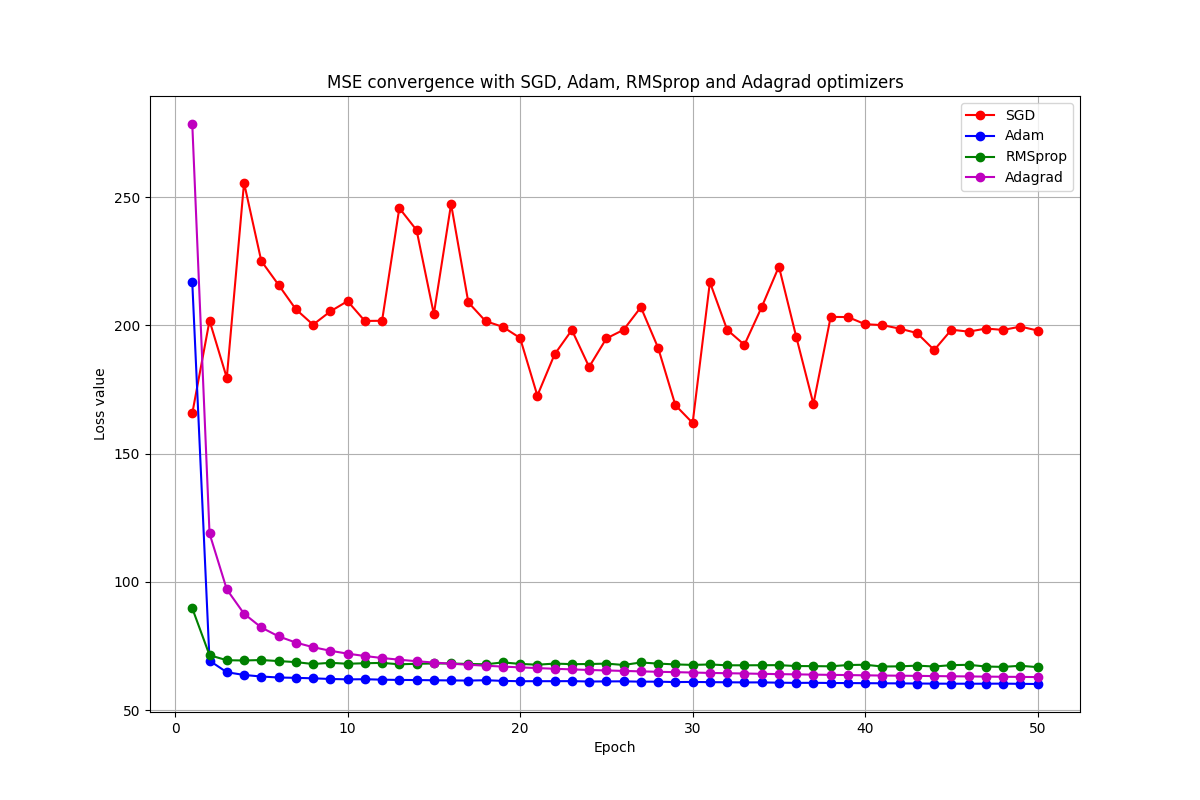 MSE convergence with SGD, Adam, RMSprop and Adagrad optimizers
SGD
Adam
RMSprop
Adagrad
250
200
150
100
50
Loss value
0 10 20 30 40 50
Epoch